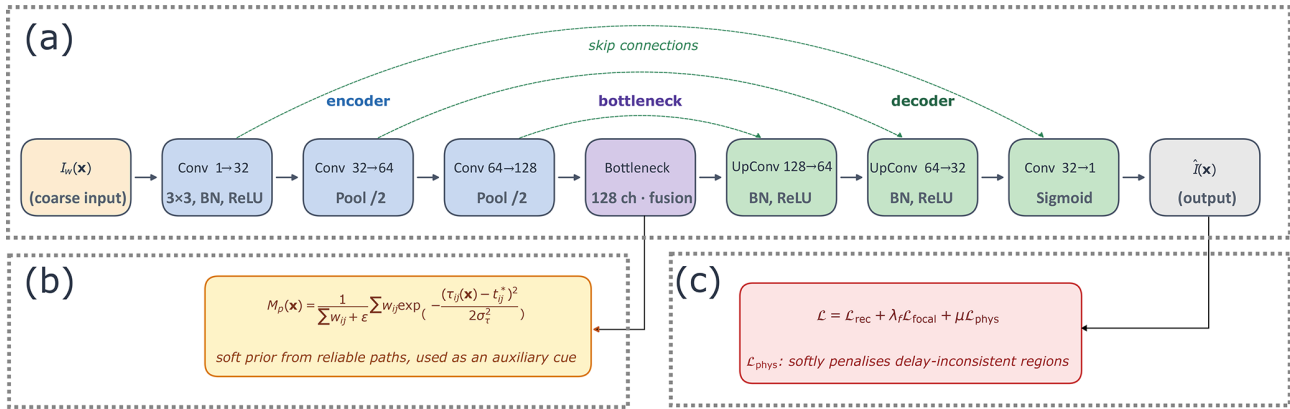 (a)
skip connections
encoder
bottleneck
decoder
I_w(x)
(coarse input)
Conv 1→32
3×3, BN, ReLU
Conv 32→64
Pool /2
Conv 64→128
Pool /2
Bottleneck
128 ch · fusion
UpConv 128→64
BN, ReLU
UpConv 64→32
BN, ReLU
Conv 32→1
Sigmoid
Î(x)
(output)
(b)
M_p(x) = 1/(∑ w_ij + ε) ∑ w_ij exp( −(τ_ij(x) − t*_ij)²/(2σ_τ²) )
soft prior from reliable paths, used as an auxiliary cue
(c)
ℒ = ℒ_rec + λ_f ℒ_focal + μℒ_phys
ℒ_phys: softly penalises delay-inconsistent regions